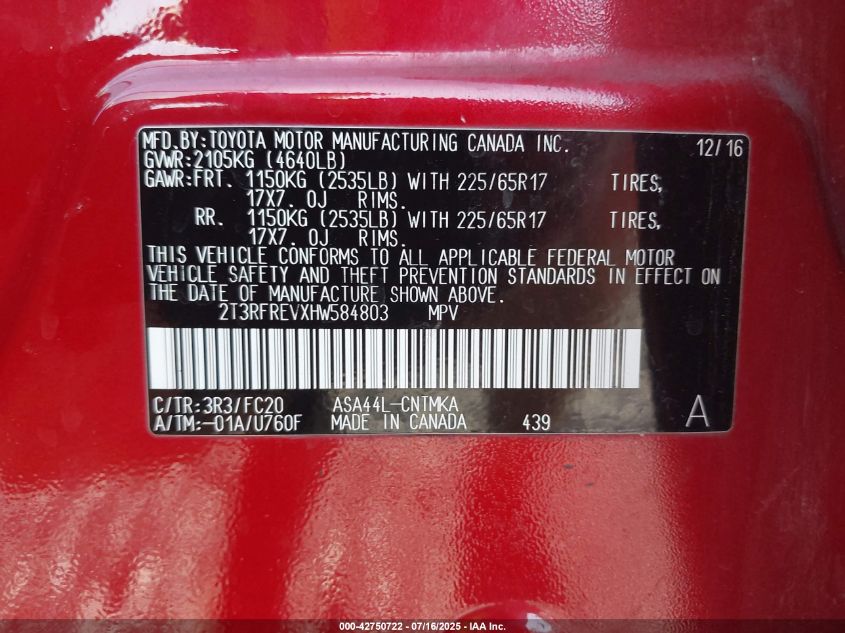 MFD.BY:TOYOTA MOTOR MANUFACTURING CANADA INC. 12/16
GVWR:2105KG (4640LB)
GAWR:FRT. 1150KG (2535LB) WITH 225/65R17 TIRES,
17X7. 0J RIMS.
RR. 1150KG (2535LB) WITH 225/65R17 TIRES,
17X7. 0J RIMS.
THIS VEHICLE CONFORMS TO ALL APPLICABLE FEDERAL MOTOR
VEHICLE SAFETY AND THEFT PREVENTION STANDARDS IN EFFECT ON
THE DATE OF MANUFACTURE SHOWN ABOVE.
2T3RFREVXHW584803 MPV
C/TR:3R3/FC20 ASA44L-CNTMKA
A/TM:-01A/U760F MADE IN CANADA 439 A
000-42750722 - 07/16/2025 - IAA Inc.